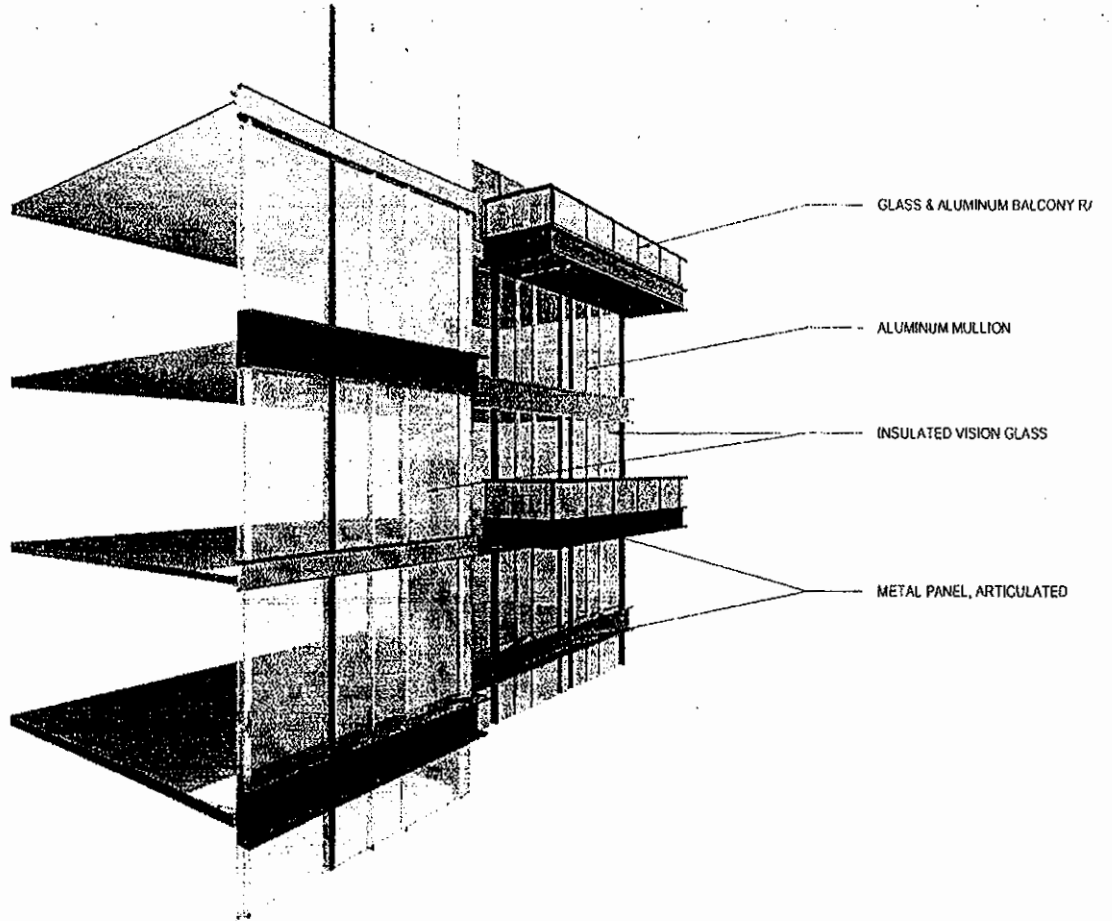 GLASS & ALUMINUM BALCONY R/
ALUMINUM MULLION
INSULATED VISION GLASS
METAL PANEL, ARTICULATED